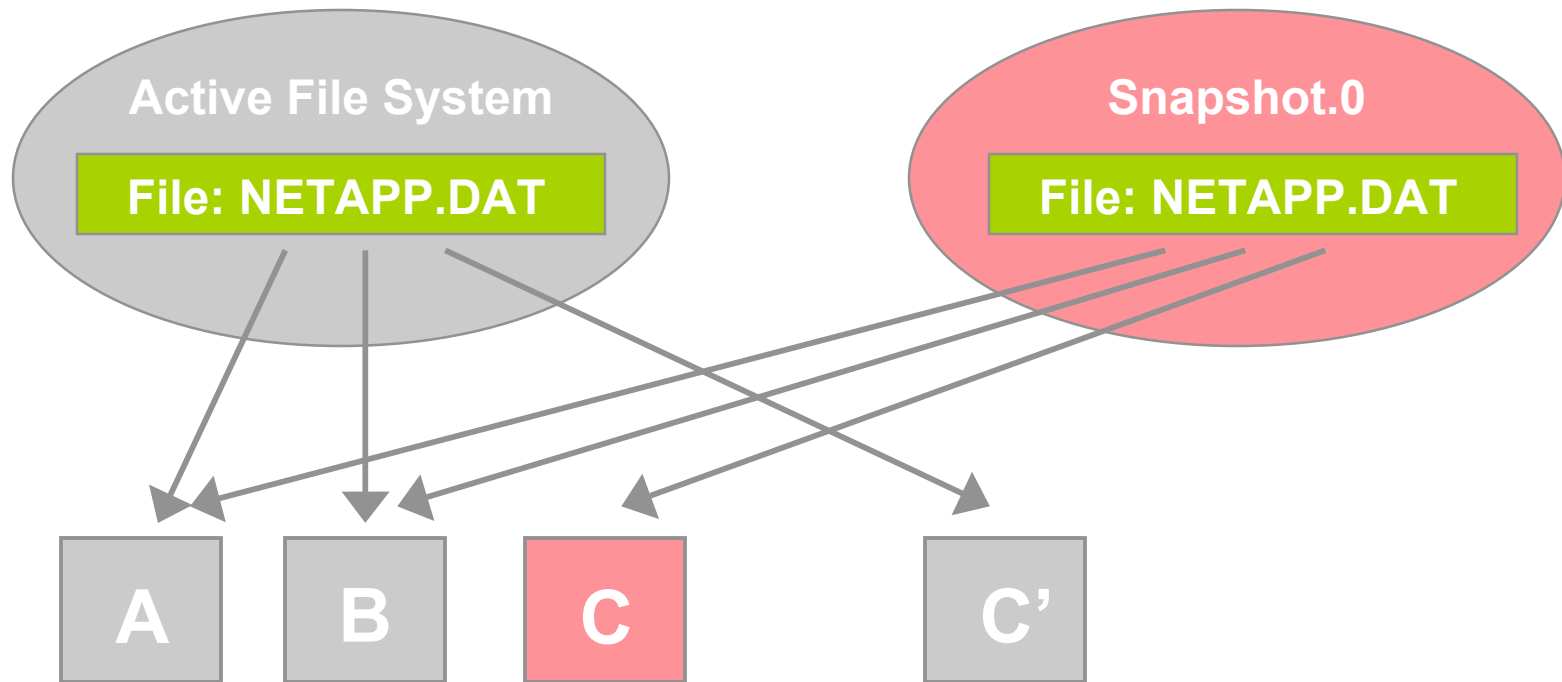 Active File System
File: NETAPP.DAT
Snapshot.0
File: NETAPP.DAT
A
B
C
C’